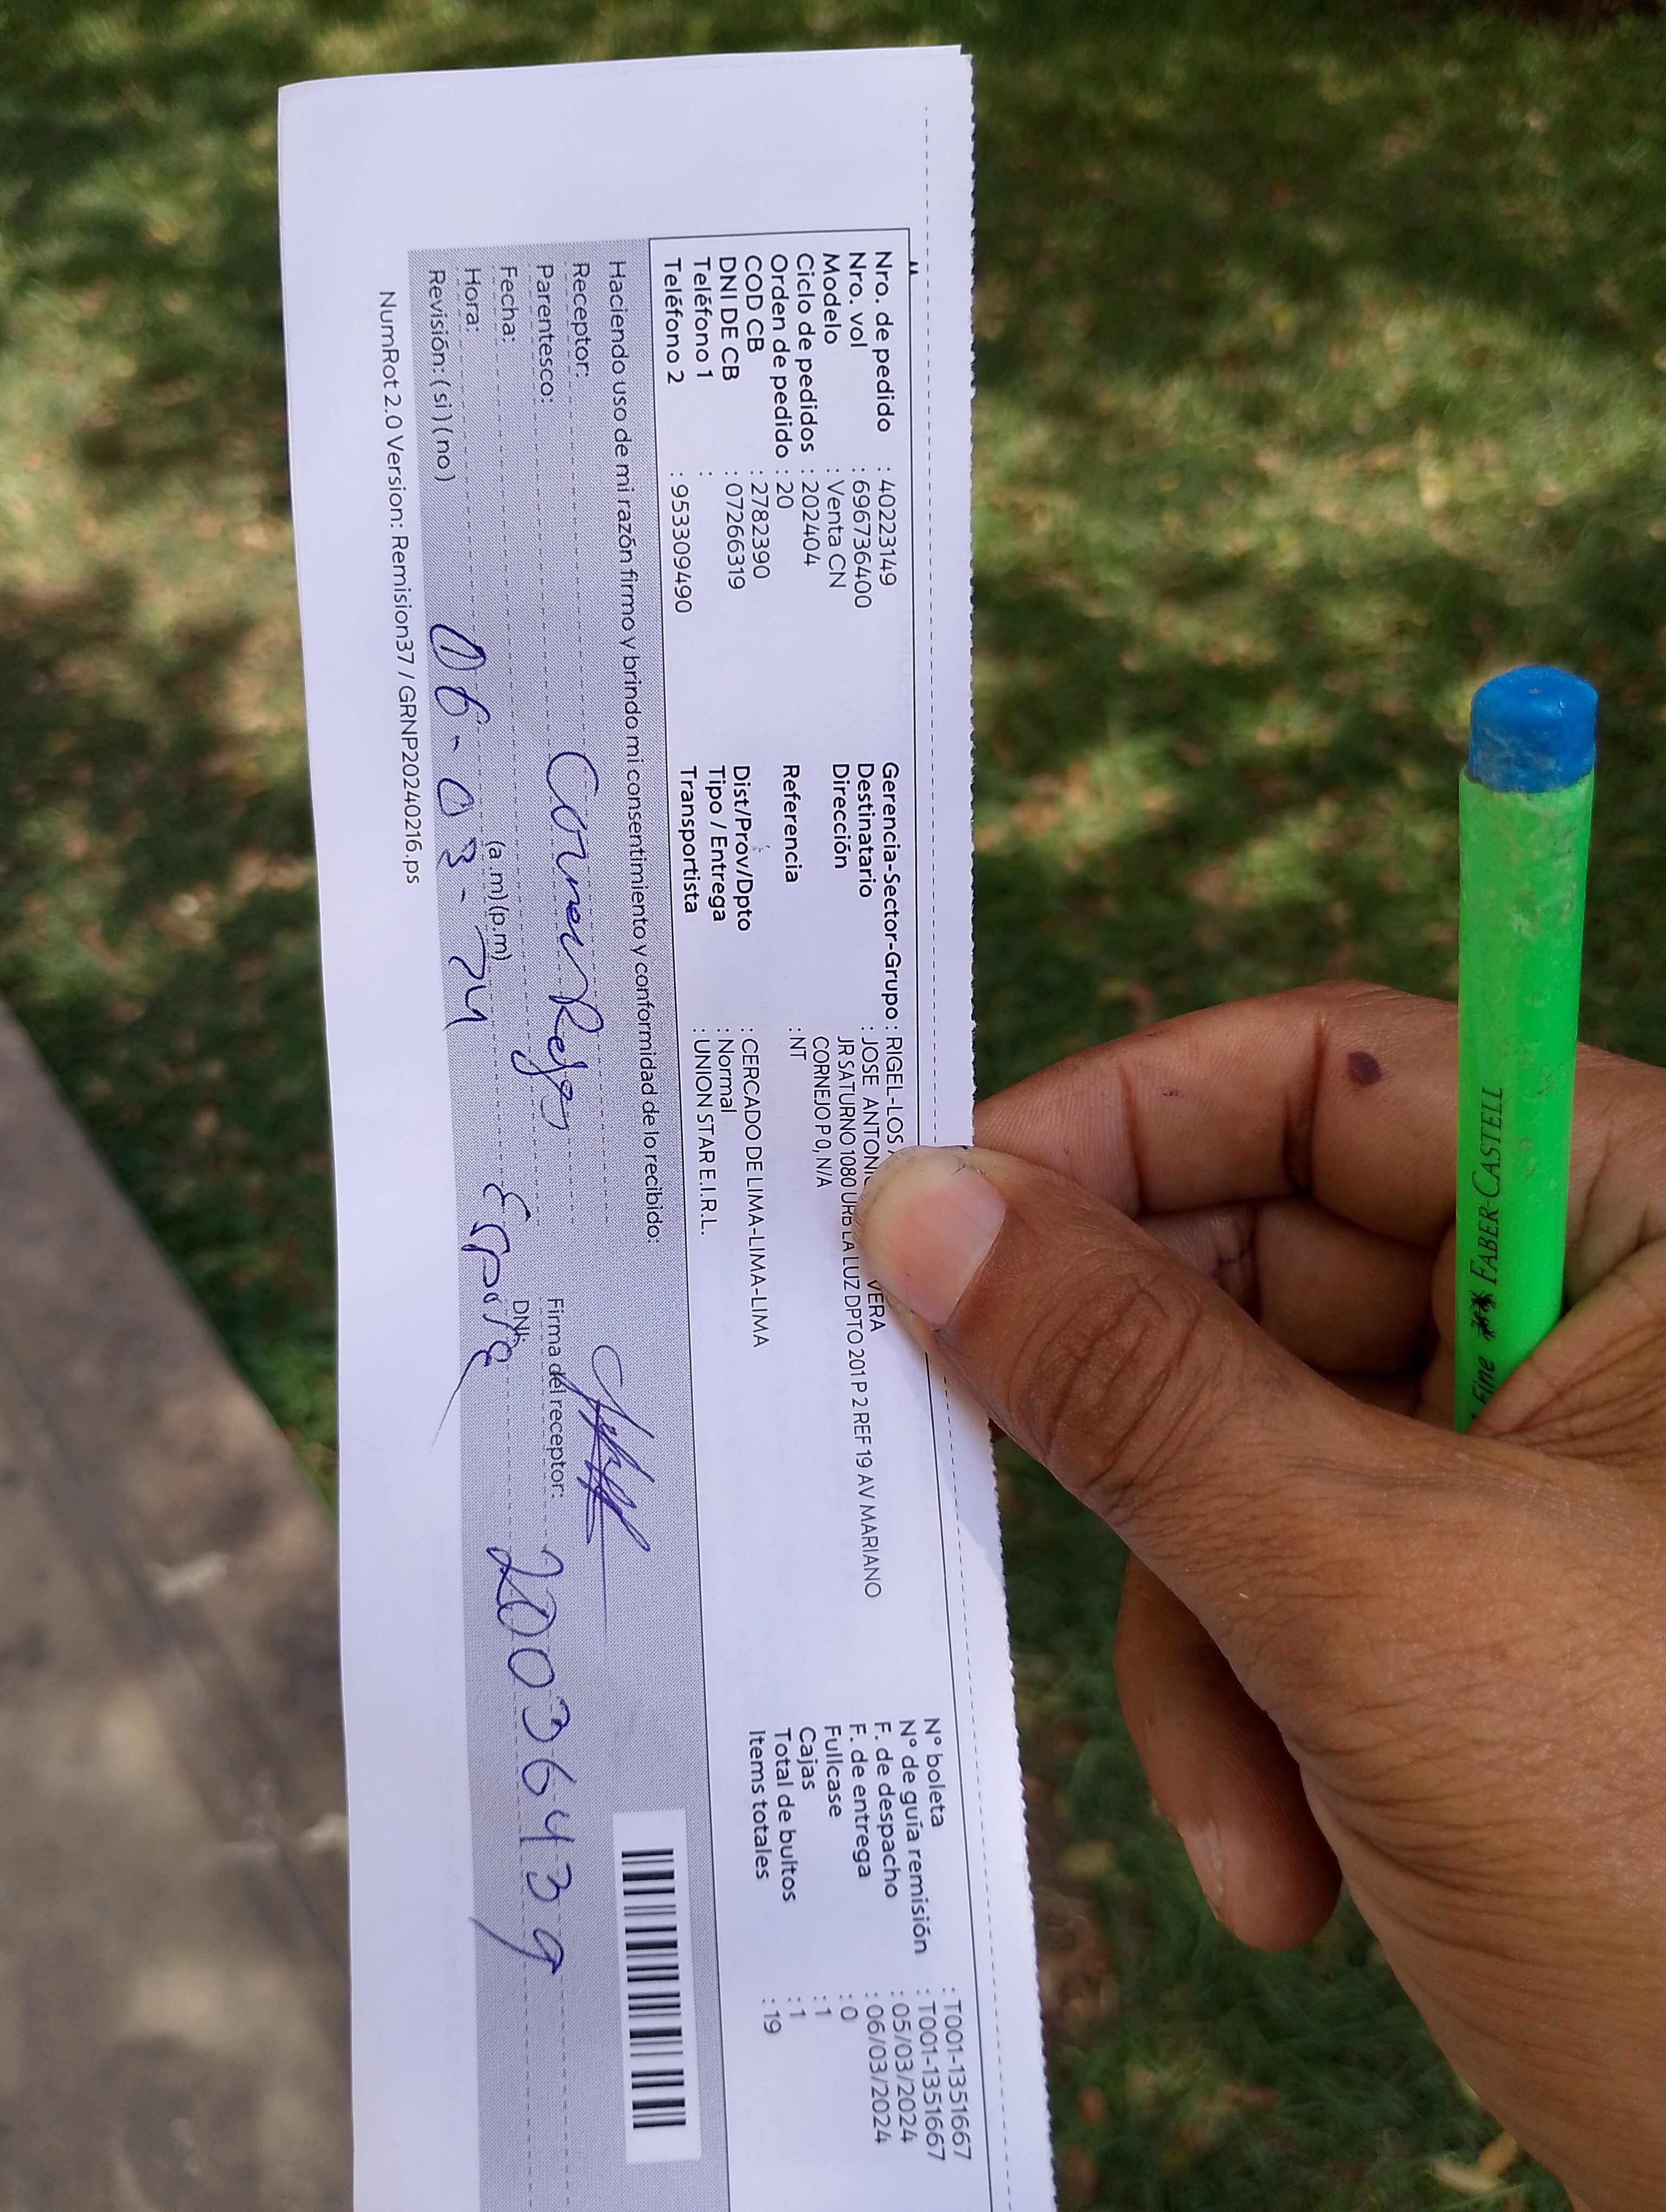 Nro. de pedido : 40223149
Nro. vol : 696736400
Modelo : Venta CN
Ciclo de pedidos : 202404
Orden de pedido : 20
COD CB : 2782390
DNI DE CB : 07266319
Teléfono 1 :
Teléfono 2 : 953309490
Gerencia-Sector-Grupo : RIGEL-LOS
Destinatario : JOSE ANTONI VERA
Dirección : JR SATURNO 1080 URB LA LUZ DPTO 201 P 2 REF 19 AV MARIANO
CORNEJO P 0, N/A
Referencia : NT
Dist/Prov/Dpto : CERCADO DE LIMA-LIMA-LIMA
Tipo / Entrega : Normal
Transportista : UNION STAR E.I.R.L.
N° boleta : T001-1351667
N° de guía remisión : T001-1351667
F. de despacho : 05/03/2024
F. de entrega : 06/03/2024
Fullcase : 0
Cajas : 1
Total de bultos : 1
Items totales : 19
Haciendo uso de mi razón firmo y brindo mi consentimiento y conformidad de lo recibido:
Receptor:
Parentesco:
Fecha:
Hora: (a .m) (p.m)
Revisión: (si) (no)
06-03-24
Firma del receptor:
DNI:
20036439
NumRot 2.0 Version: Remision37 / GRNP20240216.ps
FABER-CASTELL
fine